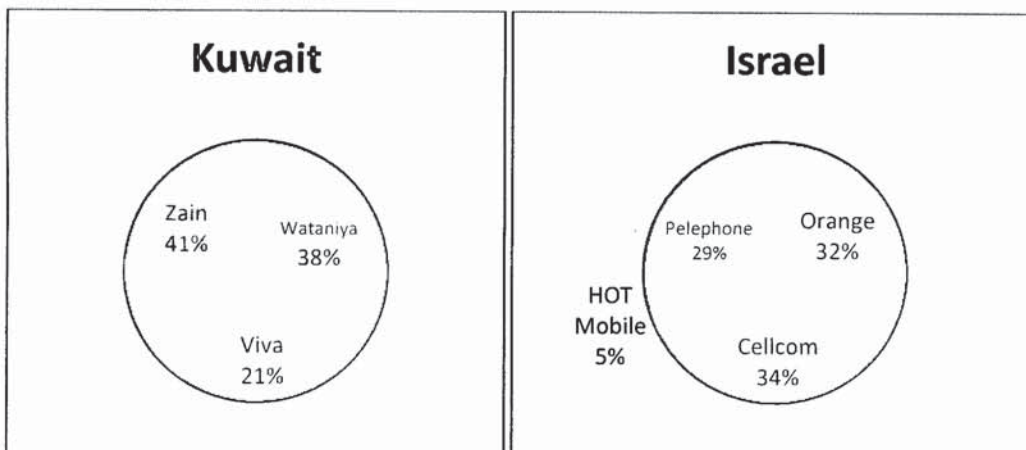 Kuwait
Zain
41%
Wataniya
38%
Viva
21%
Israel
Pelephone
29%
Orange
32%
HOT
Mobile
5%
Cellcom
34%